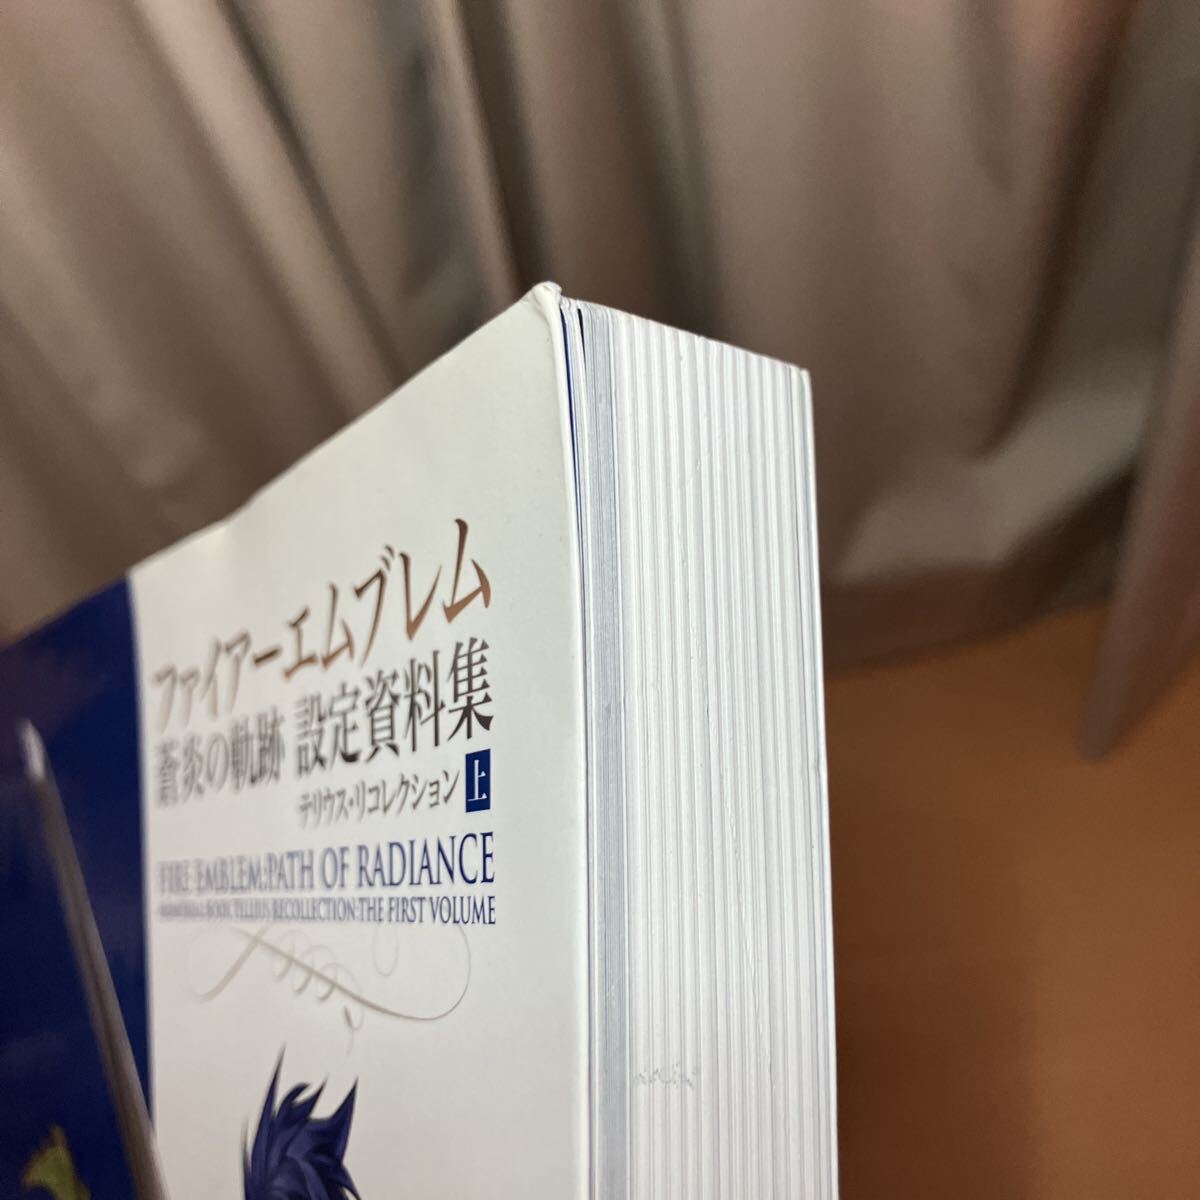 ファイアーエムブレム
蒼炎の軌跡 設定資料集
テリウス・リコレクション 上
FIRE EMBLEM:PATH OF RADIANCE
MEMORIAL BOOK TELLIUS RECOLLECTION:THE FIRST VOLUME